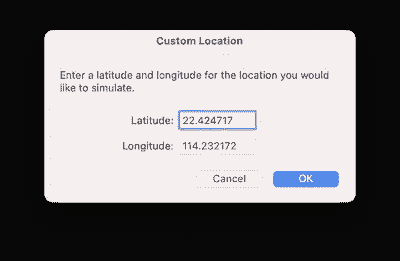 Custom Location
Enter a latitude and longitude for the location you would
like to simulate.
Latitude: 22.424717
Longitude: 114.232172
Cancel OK